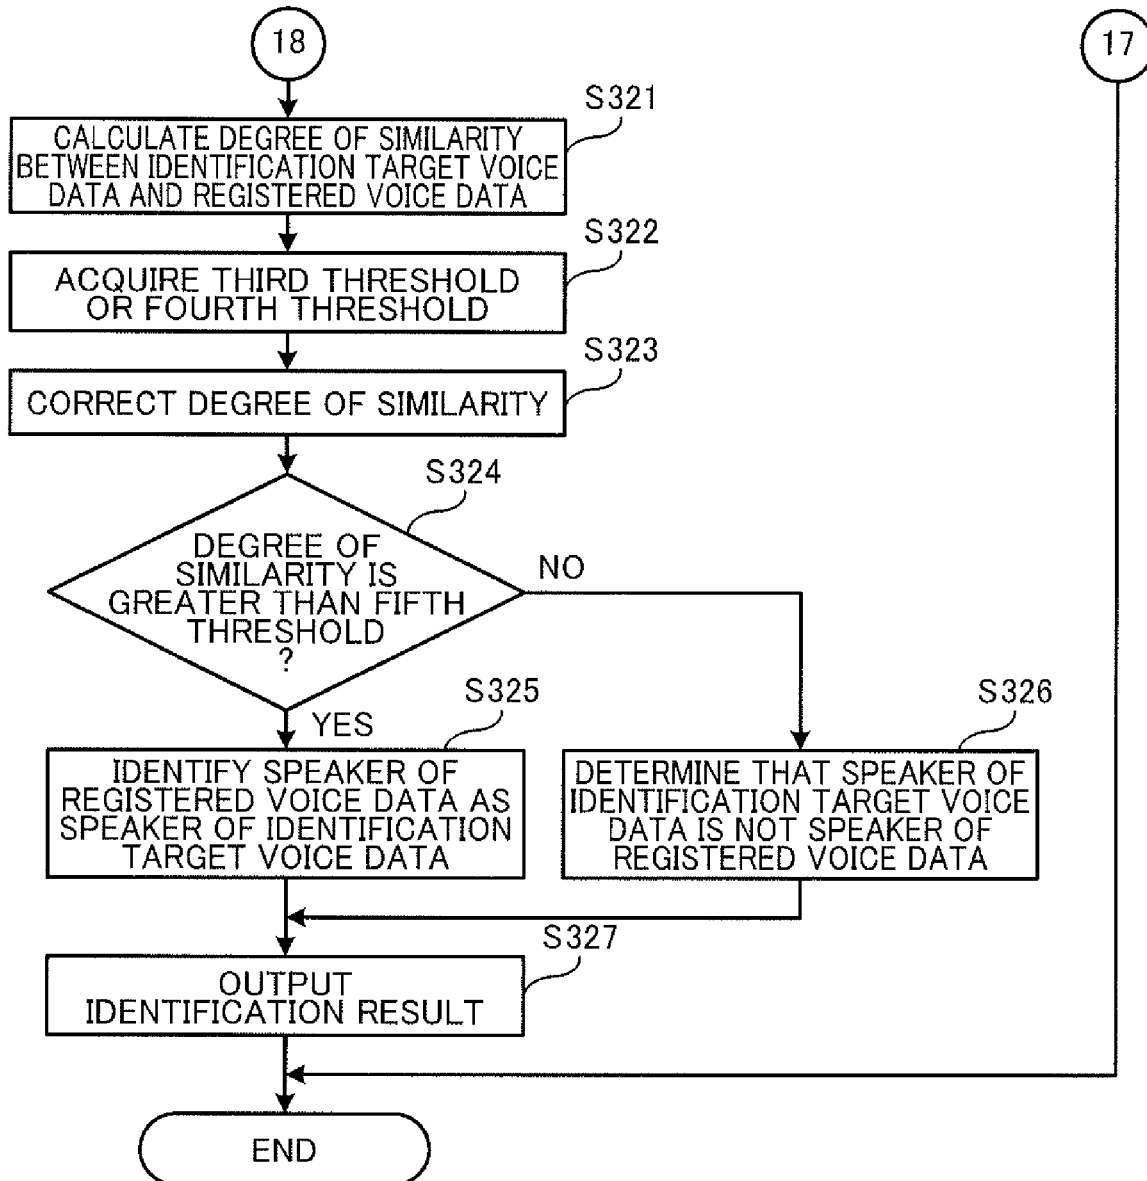 18
17
S321
CALCULATE DEGREE OF SIMILARITY
BETWEEN IDENTIFICATION TARGET VOICE
DATA AND REGISTERED VOICE DATA
S322
ACQUIRE THIRD THRESHOLD
OR FOURTH THRESHOLD
S323
CORRECT DEGREE OF SIMILARITY
S324
DEGREE OF
SIMILARITY IS
GREATER THAN FIFTH
THRESHOLD
?
NO
YES
S325
IDENTIFY SPEAKER OF
REGISTERED VOICE DATA AS
SPEAKER OF IDENTIFICATION
TARGET VOICE DATA
S326
DETERMINE THAT SPEAKER OF
IDENTIFICATION TARGET VOICE
DATA IS NOT SPEAKER OF
REGISTERED VOICE DATA
S327
OUTPUT
IDENTIFICATION RESULT
END